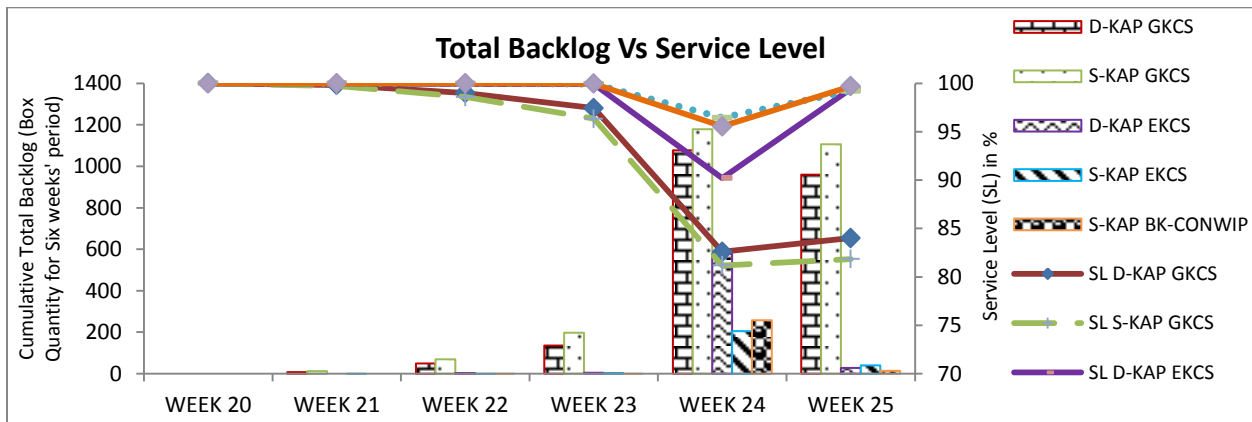 Total Backlog Vs Service Level
Cumulative Total Backlog (Box
Quantity for Six weeks' period)
1400
1200
1000
800
600
400
200
0
WEEK 20
WEEK 21
WEEK 22
WEEK 23
WEEK 24
WEEK 25
100
95
90
85
80
75
70
Service Level (SL) in %
D-KAP GKCS
S-KAP GKCS
D-KAP EKCS
S-KAP EKCS
S-KAP BK-CONWIP
SL D-KAP GKCS
SL S-KAP GKCS
SL D-KAP EKCS